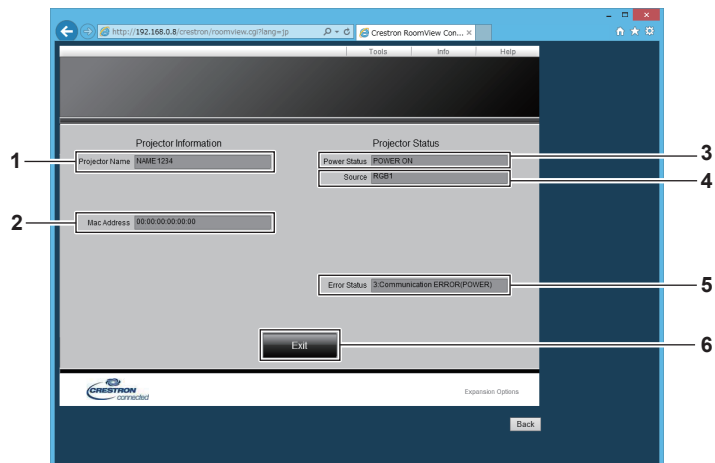 http://192.168.0.8/crestron/roomview.cgi?lang=jp
Crestron RoomView Con... ×
Tools Info Help
Projector Information
Projector Status
1
Projector Name NAME1234
Power Status POWER ON
3
Source RGB1
4
2
Mac Address 00:00:00:00:00:00
Error Status 3:Communication ERROR(POWER)
5
Exit
6
CRESTRON
connected
Expansion Options
Back